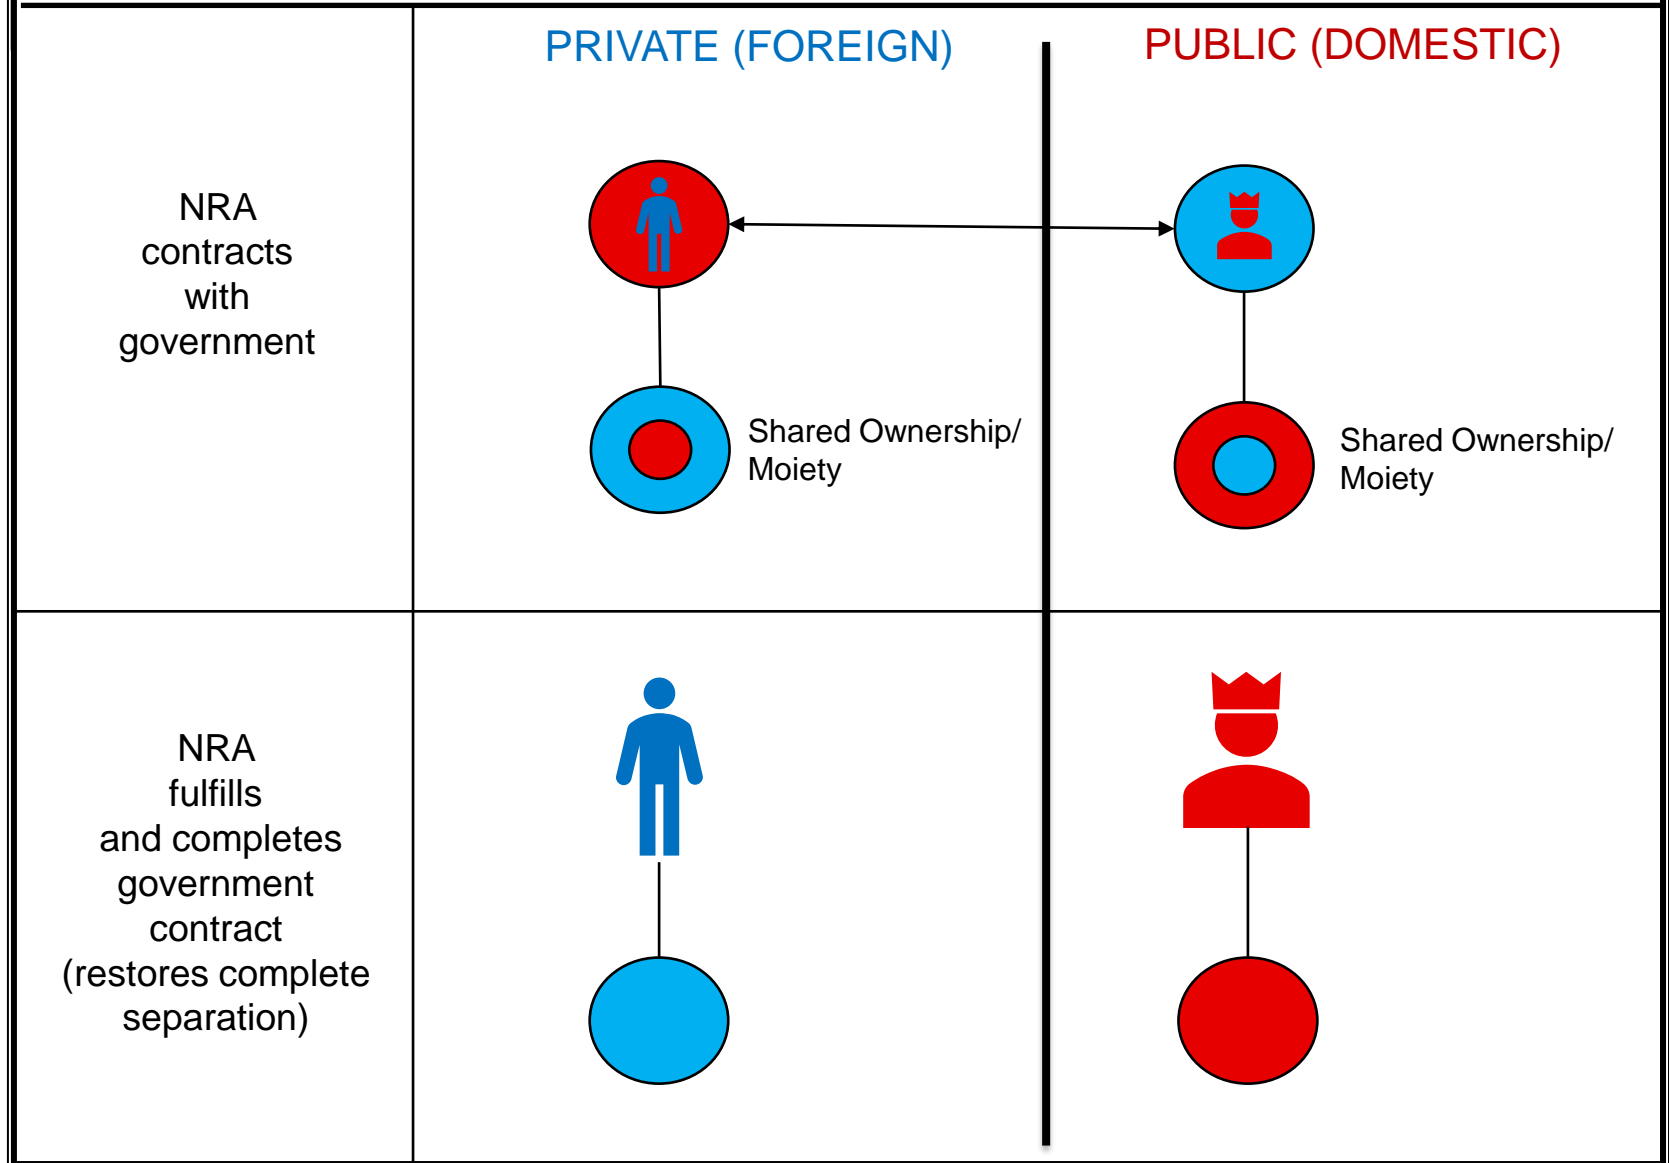 PRIVATE (FOREIGN)
PUBLIC (DOMESTIC)
NRA
contracts
with
government
Shared Ownership/
Moiety
Shared Ownership/
Moiety
NRA
fulfills
and completes
government
contract
(restores complete
separation)